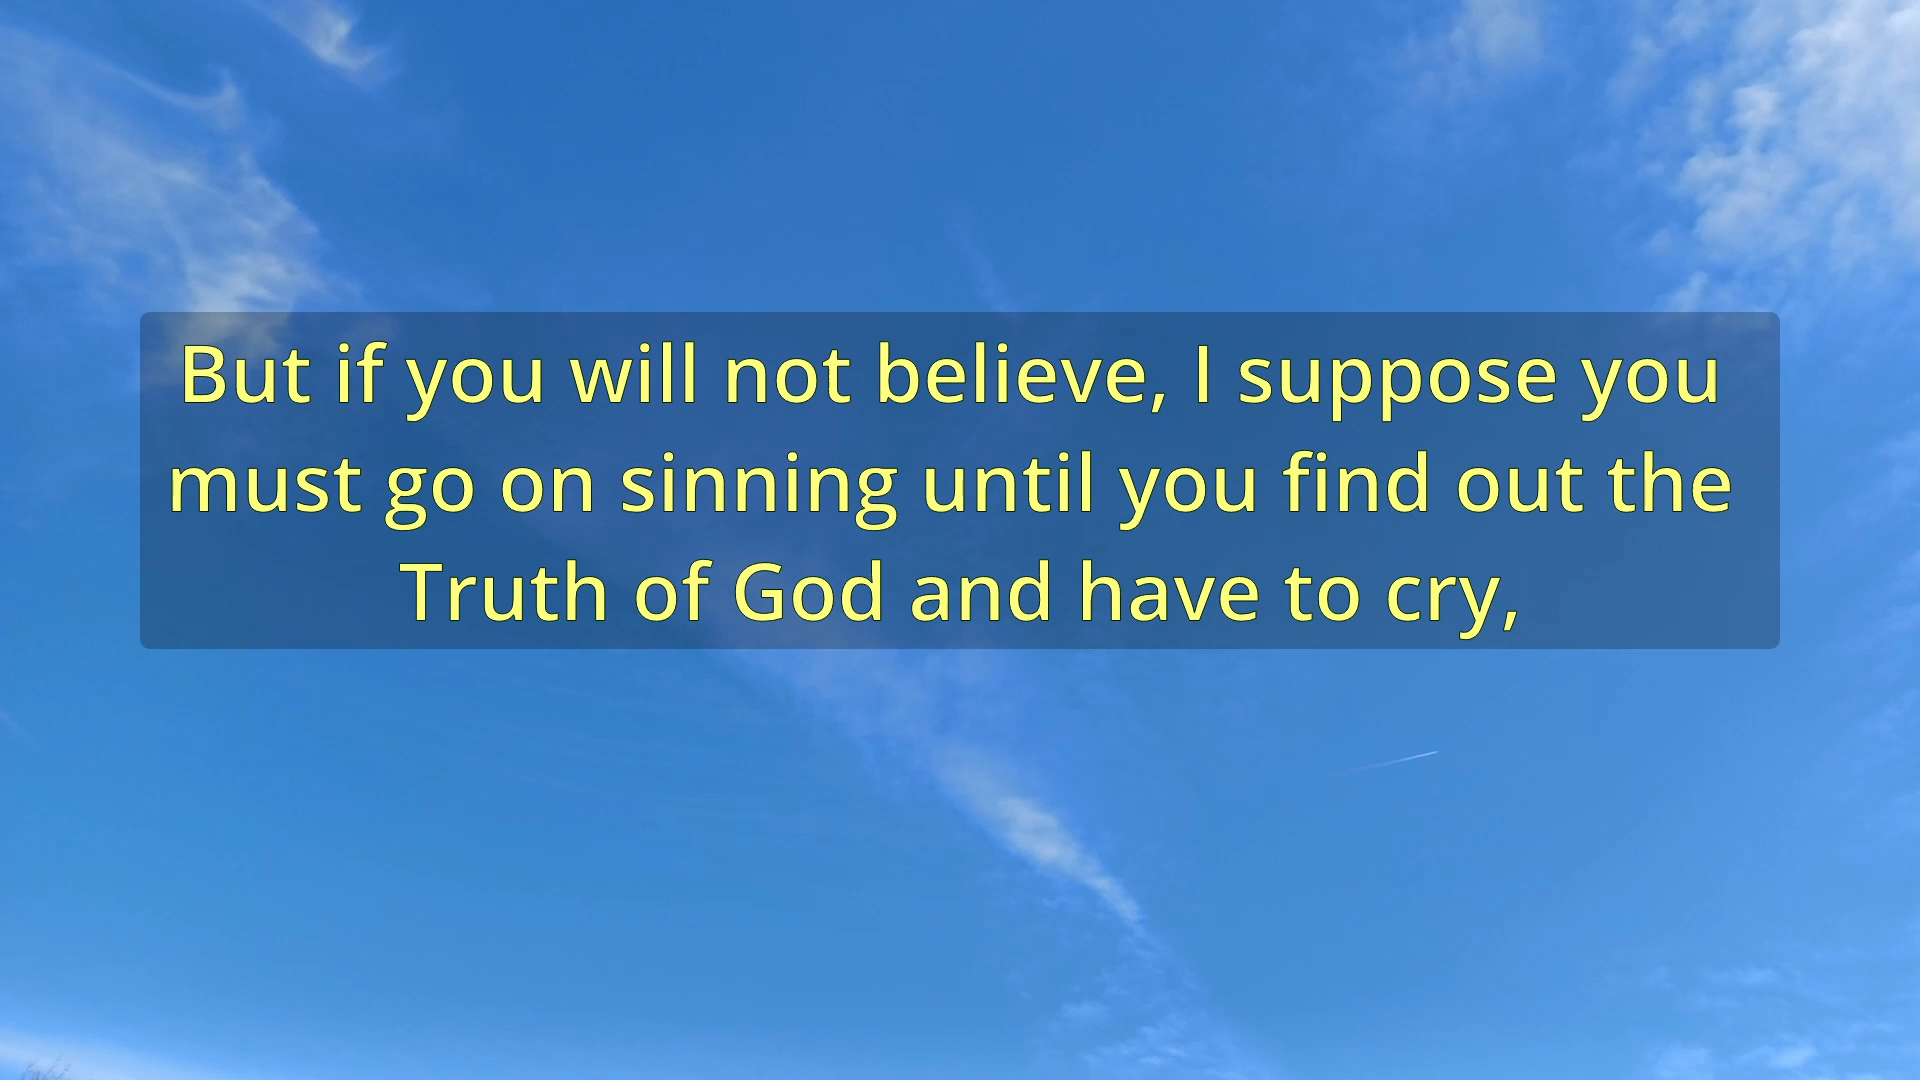 But if you will not believe, I suppose you
must go on sinning until you find out the
Truth of God and have to cry,